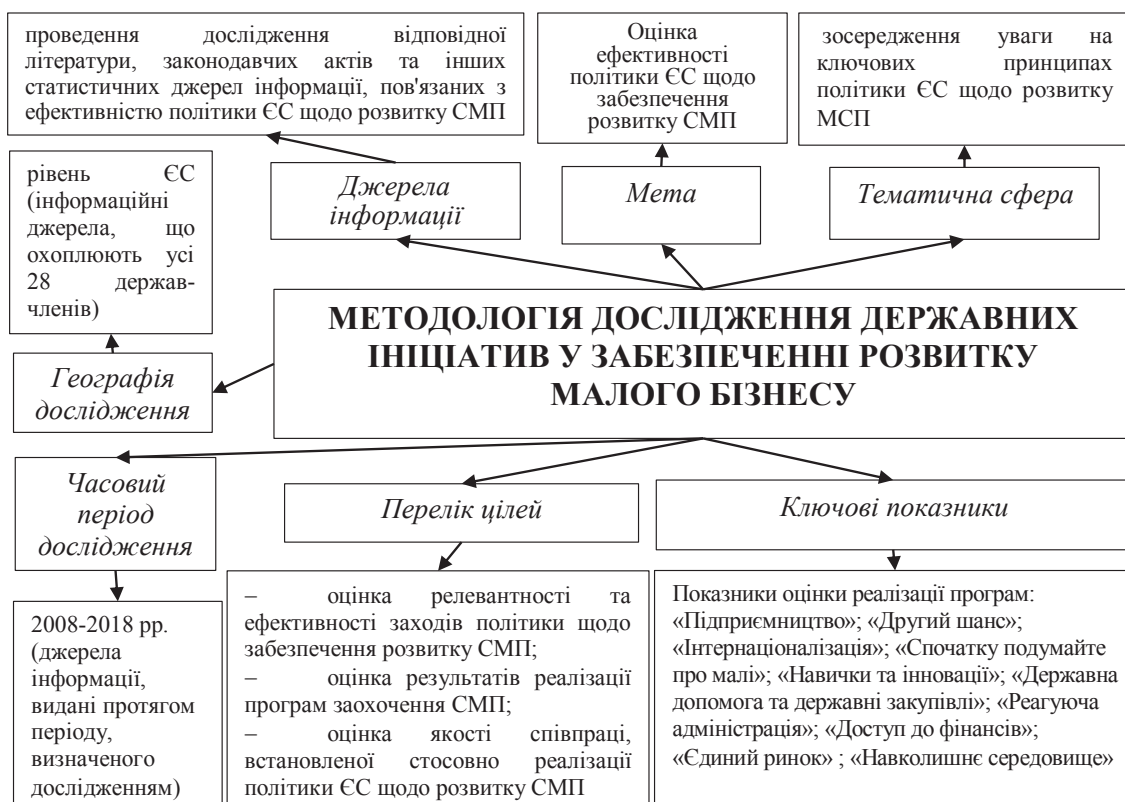 проведення дослідження відповідної
літератури, законодавчих актів та інших
статистичних джерел інформації, пов'язаних з
ефективністю політики ЄС щодо розвитку СМП
Оцінка
ефективності
політики ЄС щодо
забезпечення
розвитку СМП
зосередження уваги на
ключових принципах
політики ЄС щодо розвитку
МСП
рівень ЄС
(інформаційні
джерела, що
охоплюють усі
28 держав-
членів)
Джерела
інформації
Мета
Тематична сфера
МЕТОДОЛОГІЯ ДОСЛІДЖЕННЯ ДЕРЖАВНИХ
ІНІЦІАТИВ У ЗАБЕЗПЕЧЕННІ РОЗВИТКУ
МАЛОГО БІЗНЕСУ
Географія
дослідження
Часовий
період
дослідження
Перелік цілей
Ключові показники
2008-2018 рр.
(джерела
інформації,
видані протягом
періоду,
визначеного
дослідженням)
– оцінка релевантності та
ефективності заходів політики щодо
забезпечення розвитку СМП;
– оцінка результатів реалізації
програм заохочення СМП;
– оцінка якості співпраці,
встановленої стосовно реалізації
політики ЄС щодо розвитку СМП
Показники оцінки реалізації програм:
«Підприємництво»; «Другий шанс»;
«Інтернаціоналізація»; «Спочатку подумайте
про малі»; «Навички та інновації»; «Державна
допомога та державні закупівлі»; «Реагуюча
адміністрація»; «Доступ до фінансів»;
«Єдиний ринок» ; «Навколишнє середовище»